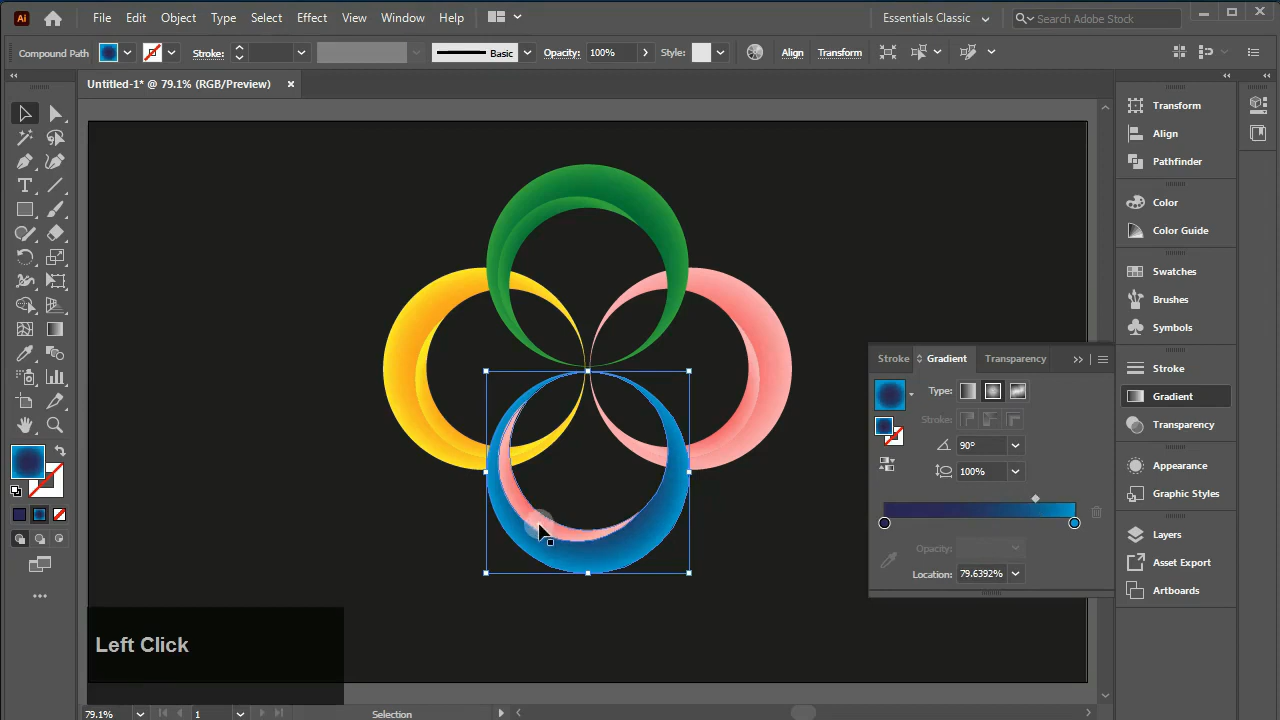 Ai File Edit Object Type Select Effect View Window Help Essentials Classic Search Adobe Stock
Compound Path Stroke: Basic Opacity: 100% Style: Align Transform
Untitled-1* @ 79.1% (RGB/Preview)
Transform
Align
Pathfinder
Color
Color Guide
Swatches
Brushes
Symbols
Stroke
Gradient
Transparency
Appearance
Graphic Styles
Layers
Asset Export
Artboards
Stroke Gradient Transparency
Type:
Stroke:
90°
100%
Opacity:
Location: 79.6392%
Left Click
79.1% 1 Selection